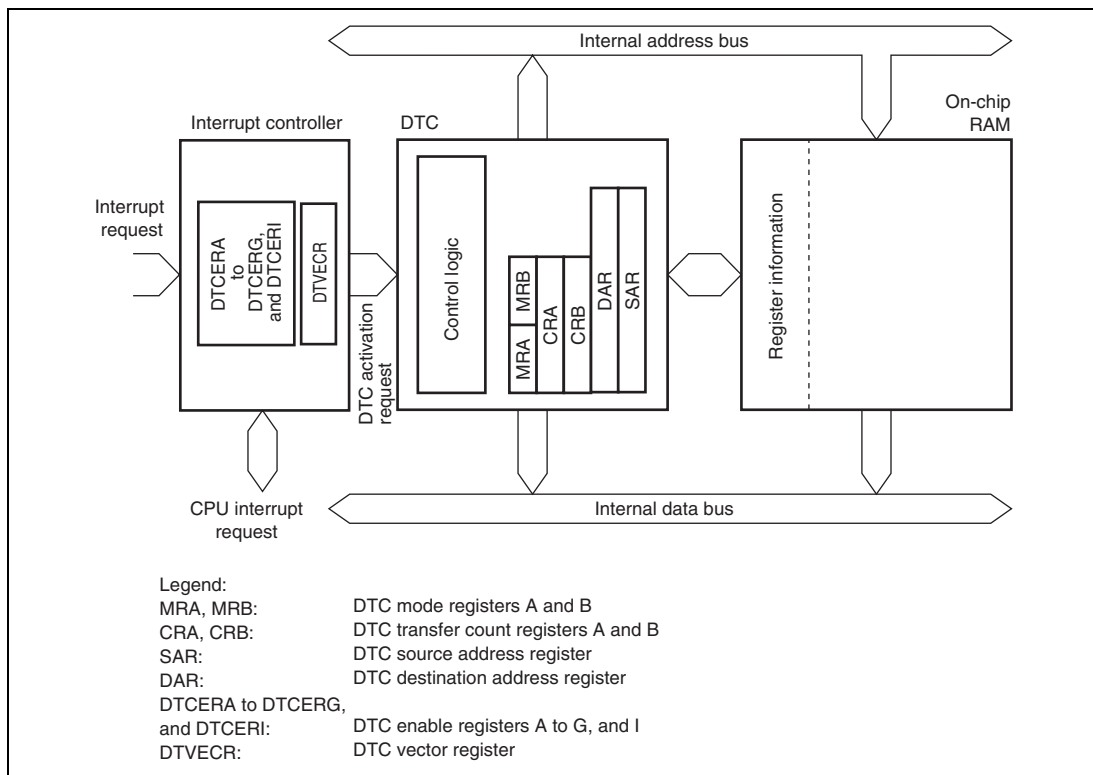 Internal address bus
Interrupt controller
DTC
On-chip
RAM
Interrupt
request
DTCERA
to
DTCERG,
and DTCERI
DTVECR
DTC activation
request
Control logic
MRA
MRB
CRA
CRB
DAR
SAR
Register information
CPU interrupt
request
Internal data bus
Legend:
MRA, MRB: DTC mode registers A and B
CRA, CRB: DTC transfer count registers A and B
SAR: DTC source address register
DAR: DTC destination address register
DTCERA to DTCERG,
and DTCERI: DTC enable registers A to G, and I
DTVECR: DTC vector register